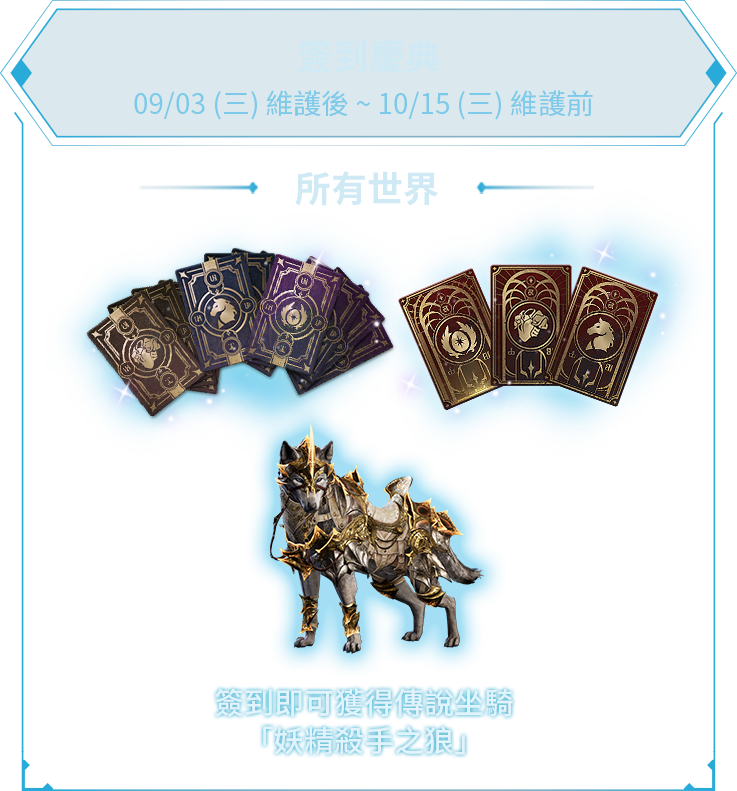 簽到慶典
09/03 (三) 維護後 ~ 10/15 (三) 維護前
所有世界
簽到即可獲得傳說坐騎
「妖精殺手之狼」